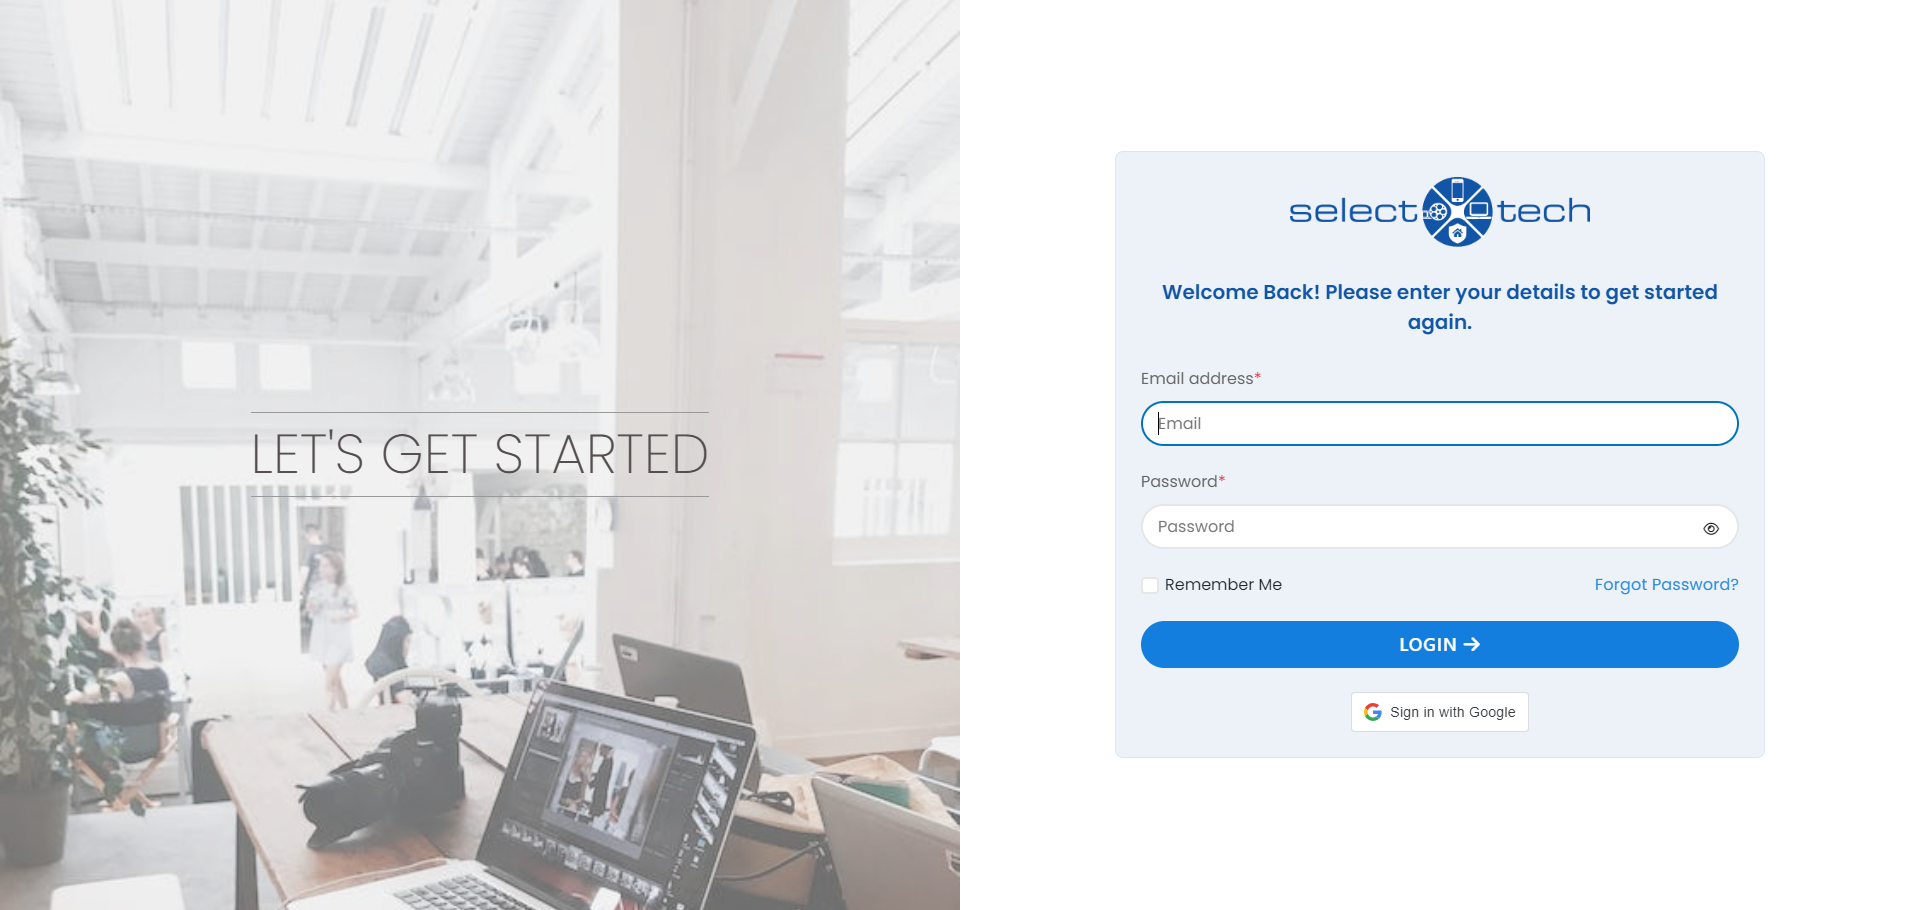 LET'S GET STARTED
select tech
Welcome Back! Please enter your details to get started
again.
Email address*
Email
Password*
Password
Remember Me
Forgot Password?
LOGIN
Sign in with Google